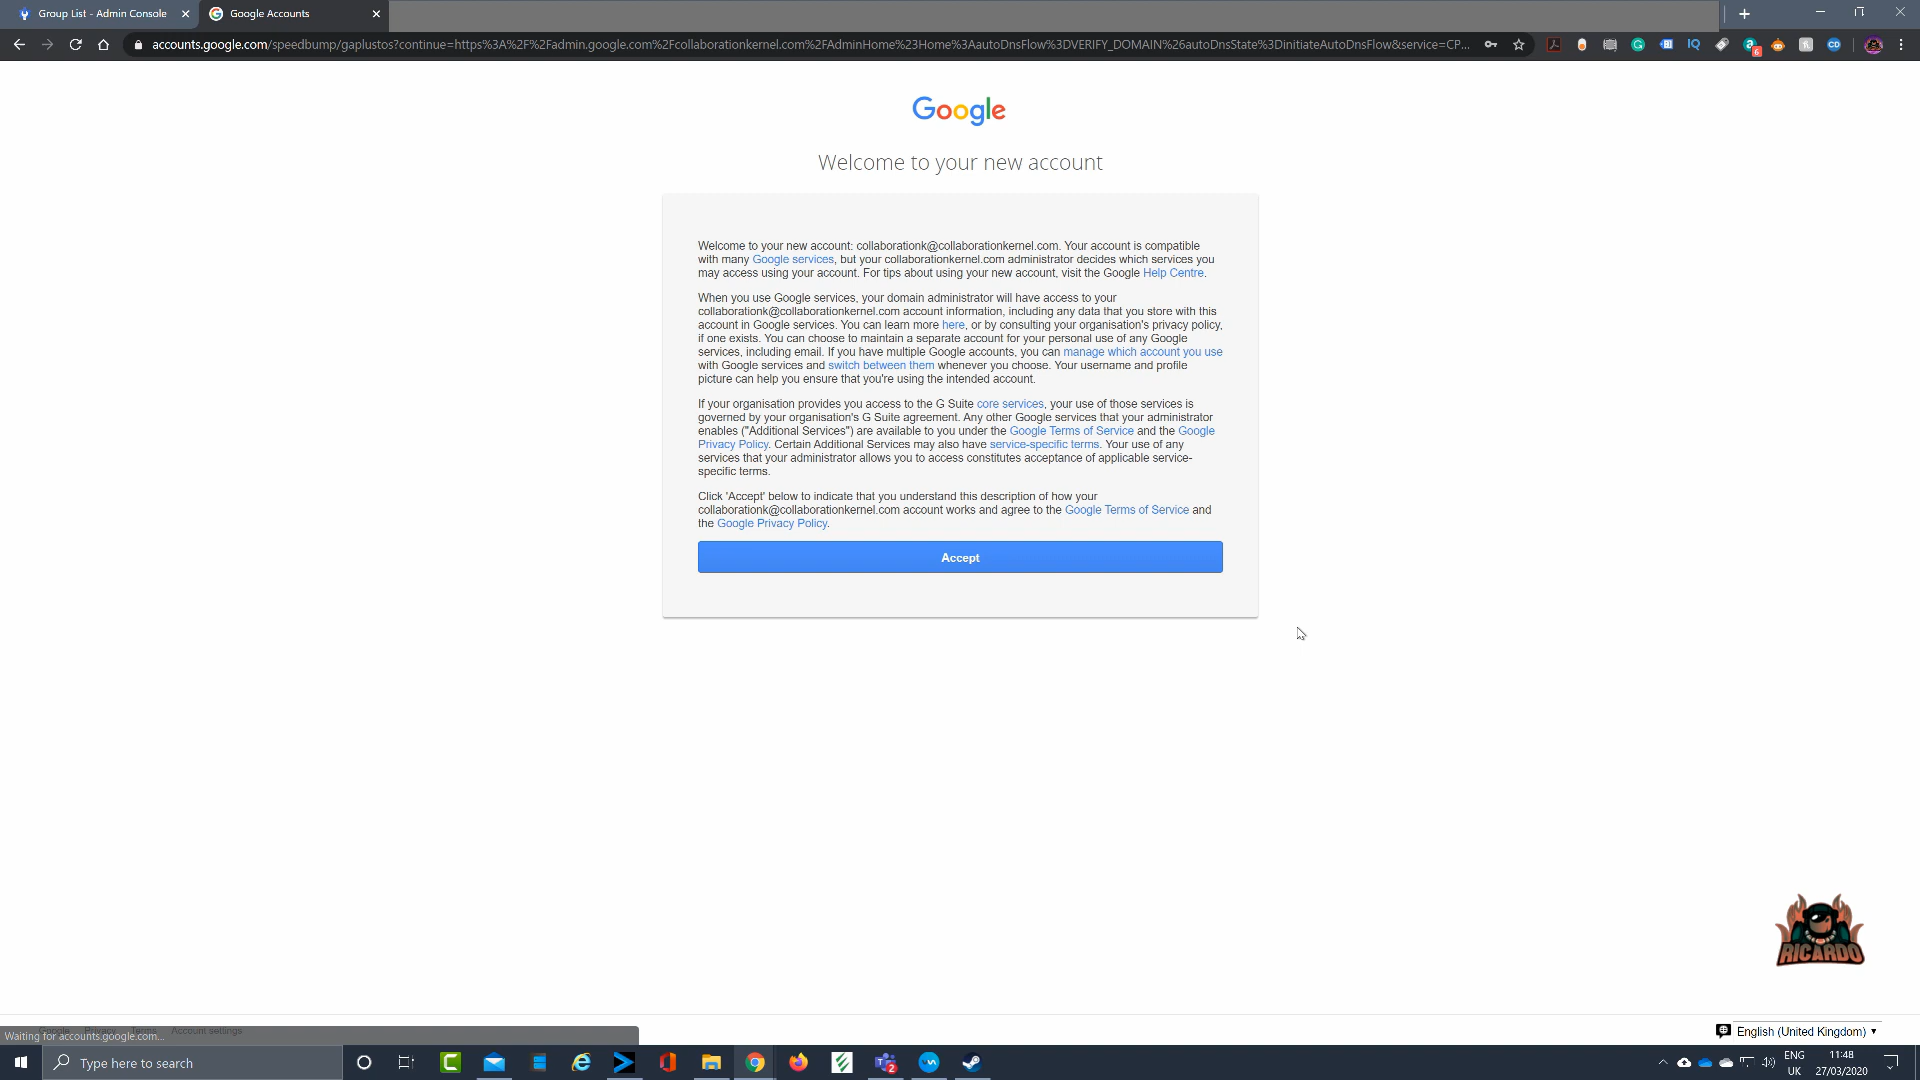 Group List - Admin Console
Google Accounts
accounts.google.com/speedbump/gaplustos?continue=https%3A%2F%2Fadmin.google.com%2Fcollaborationkernel.com%2FAdminHome%23Home%3AautoDnsFlow%3DVERIFY_DOMAIN%26autoDnsState%3DinitiateAutoDnsFlow&service=CP...
Google
Welcome to your new account
Welcome to your new account: collaborationk@collaborationkernel.com. Your account is compatible
with many Google services, but your collaborationkernel.com administrator decides which services you
may access using your account. For tips about using your new account, visit the Google Help Centre.
When you use Google services, your domain administrator will have access to your
collaborationk@collaborationkernel.com account information, including any data that you store with this
account in Google services. You can learn more here, or by consulting your organisation's privacy policy,
if one exists. You can choose to maintain a separate account for your personal use of any Google
services, including email. If you have multiple Google accounts, you can manage which account you use
with Google services and switch between them whenever you choose. Your username and profile
picture can help you ensure that you're using the intended account.
If your organisation provides you access to the G Suite core services, your use of those services is
governed by your organisation's G Suite agreement. Any other Google services that your administrator
enables ("Additional Services") are available to you under the Google Terms of Service and the Google
Privacy Policy. Certain Additional Services may also have service-specific terms. Your use of any
services that your administrator allows you to access constitutes acceptance of applicable service-
specific terms.
Click 'Accept' below to indicate that you understand this description of how your
collaborationk@collaborationkernel.com account works and agree to the Google Terms of Service and
the Google Privacy Policy.
Accept
RICARDO
Google Privacy Terms Account settings
Waiting for accounts.google.com...
English (United Kingdom)
Type here to search
ENG
UK
11:48
27/03/2020